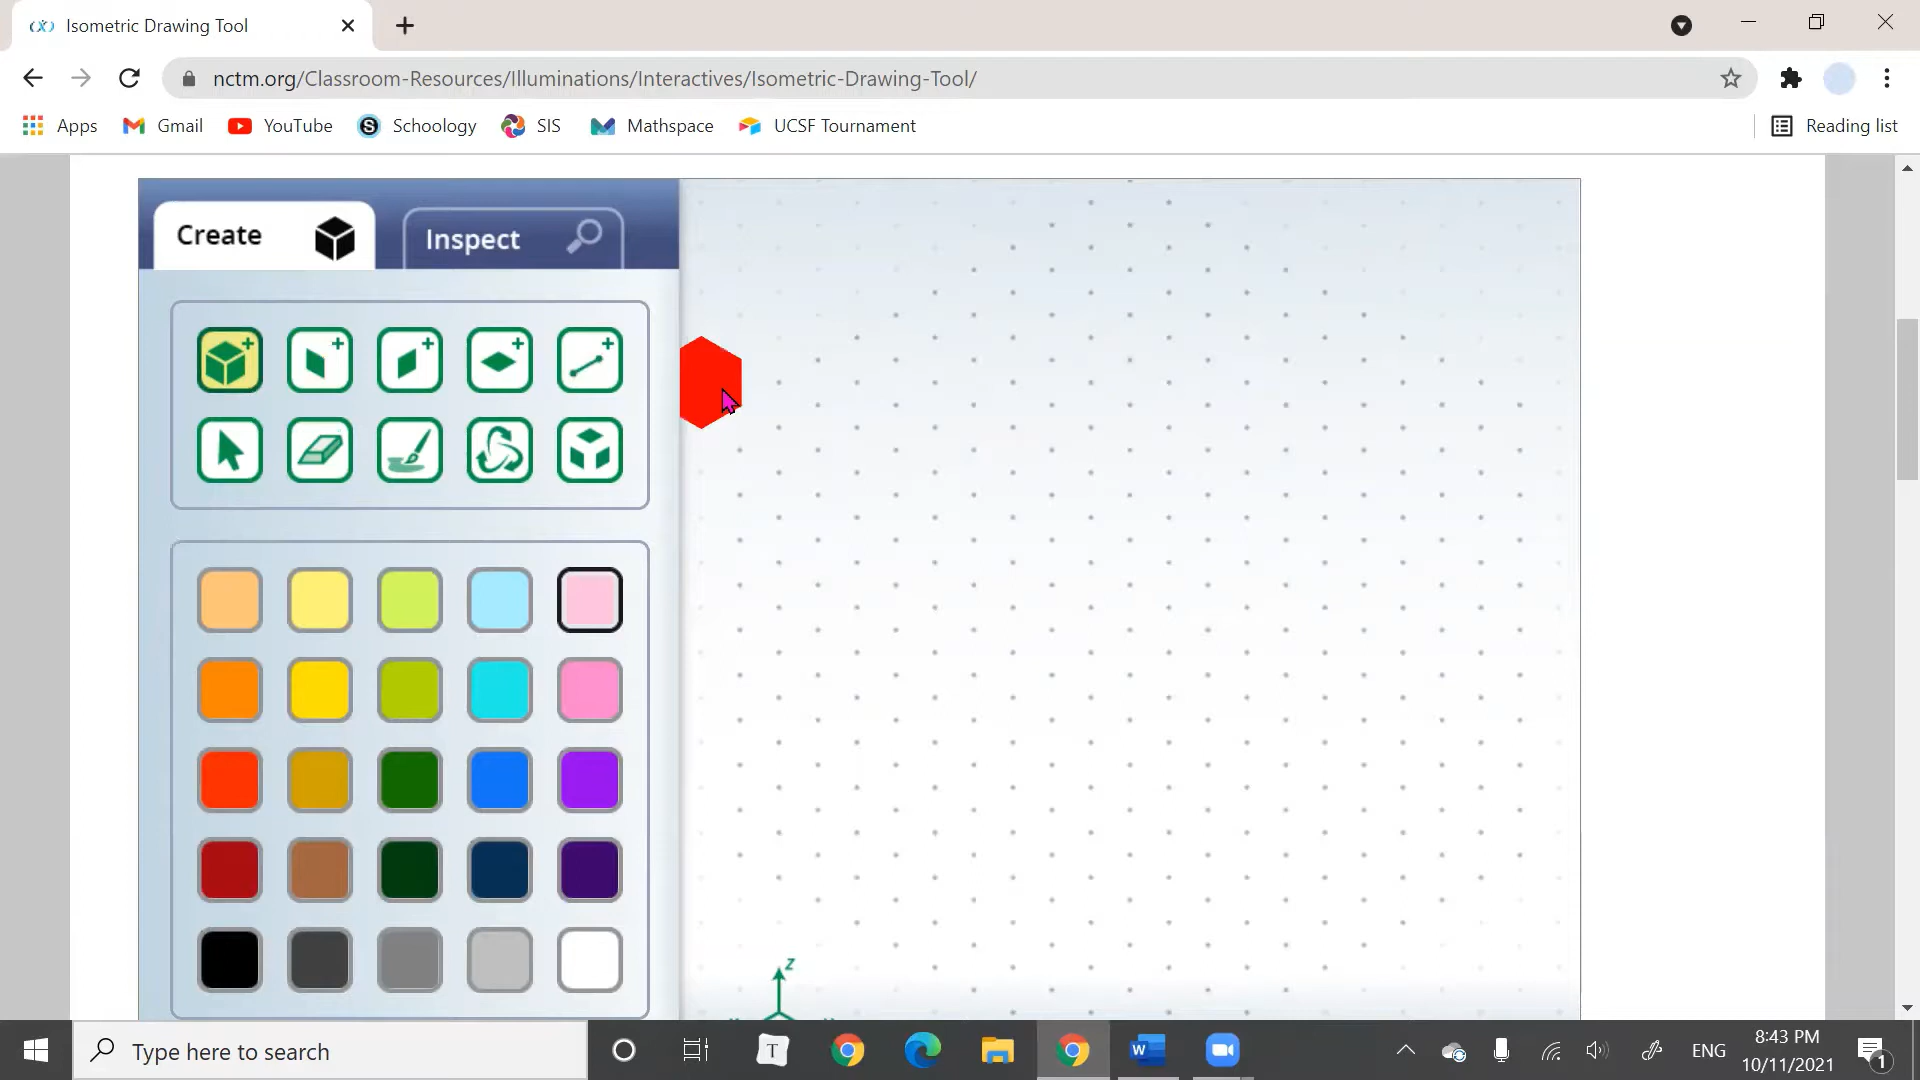 Isometric Drawing Tool
nctm.org/Classroom-Resources/Illuminations/Interactives/Isometric-Drawing-Tool/
Apps Gmail YouTube Schoology SIS Mathspace UCSF Tournament Reading list
Create Inspect
z
Type here to search
T
W
ENG
8:43 PM
10/11/2021
1